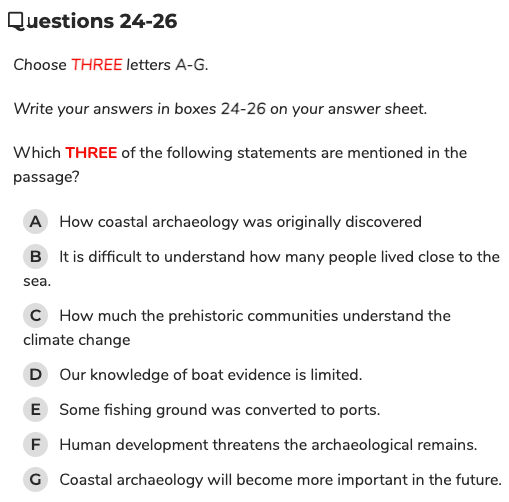 Questions 24-26
Choose THREE letters A-G.
Write your answers in boxes 24-26 on your answer sheet.
Which THREE of the following statements are mentioned in the
passage?
A How coastal archaeology was originally discovered
B It is difficult to understand how many people lived close to the
sea.
C How much the prehistoric communities understand the
climate change
D Our knowledge of boat evidence is limited.
E Some fishing ground was converted to ports.
F Human development threatens the archaeological remains.
G Coastal archaeology will become more important in the future.